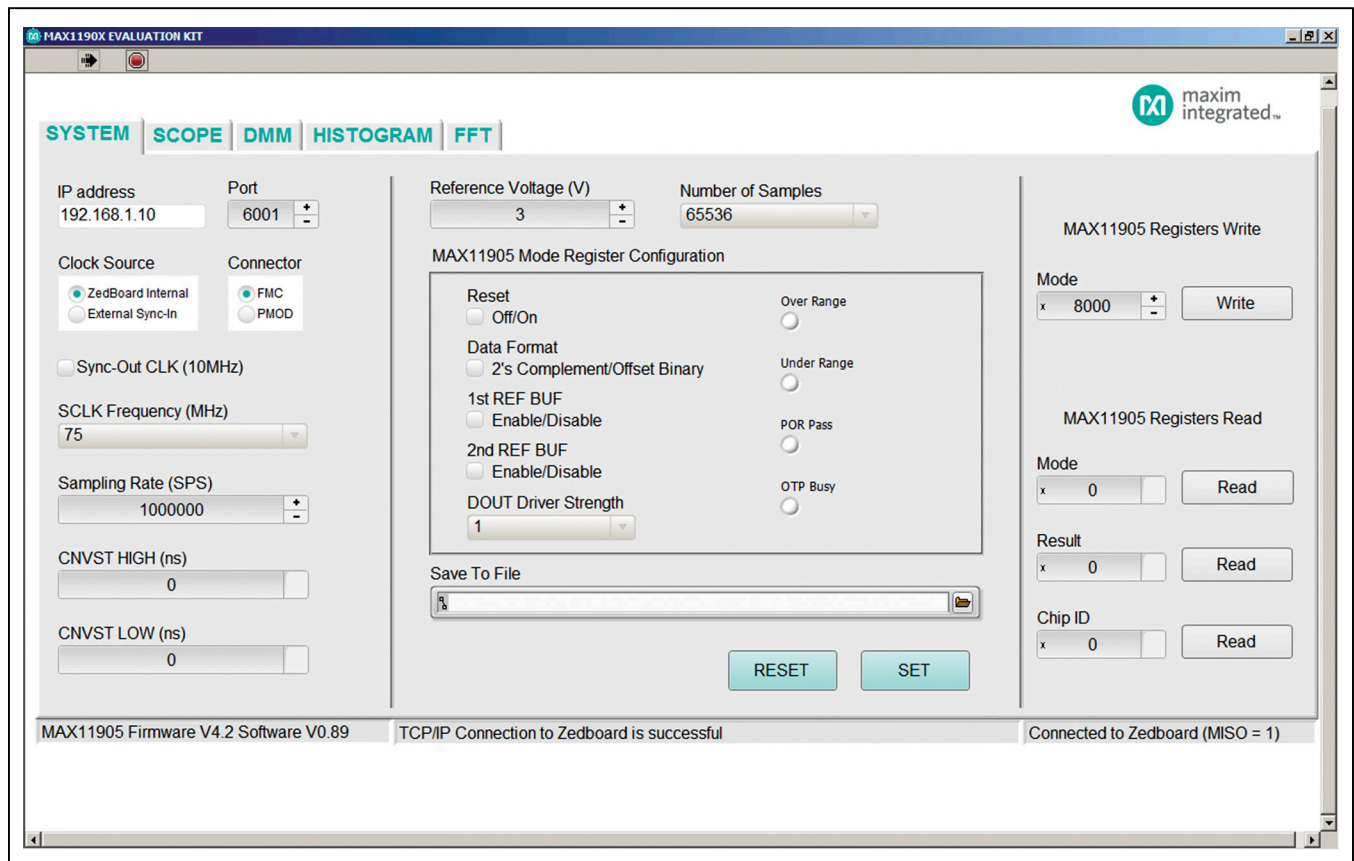 MAX1190X EVALUATION KIT
maxim
integrated™
SYSTEM SCOPE DMM HISTOGRAM FFT
IP address
192.168.1.10
Port
6001
Clock Source
ZedBoard Internal
External Sync-In
Connector
FMC
PMOD
Sync-Out CLK (10MHz)
SCLK Frequency (MHz)
75
Sampling Rate (SPS)
1000000
CNVST HIGH (ns)
0
CNVST LOW (ns)
0
Reference Voltage (V)
3
Number of Samples
65536
MAX11905 Mode Register Configuration
Reset
Off/On
Data Format
2's Complement/Offset Binary
1st REF BUF
Enable/Disable
2nd REF BUF
Enable/Disable
DOUT Driver Strength
1
Over Range
Under Range
POR Pass
OTP Busy
Save To File
RESET SET
MAX11905 Registers Write
Mode
x 8000 Write
MAX11905 Registers Read
Mode
x 0 Read
Result
x 0 Read
Chip ID
x 0 Read
MAX11905 Firmware V4.2 Software V0.89
TCP/IP Connection to Zedboard is successful
Connected to Zedboard (MISO = 1)